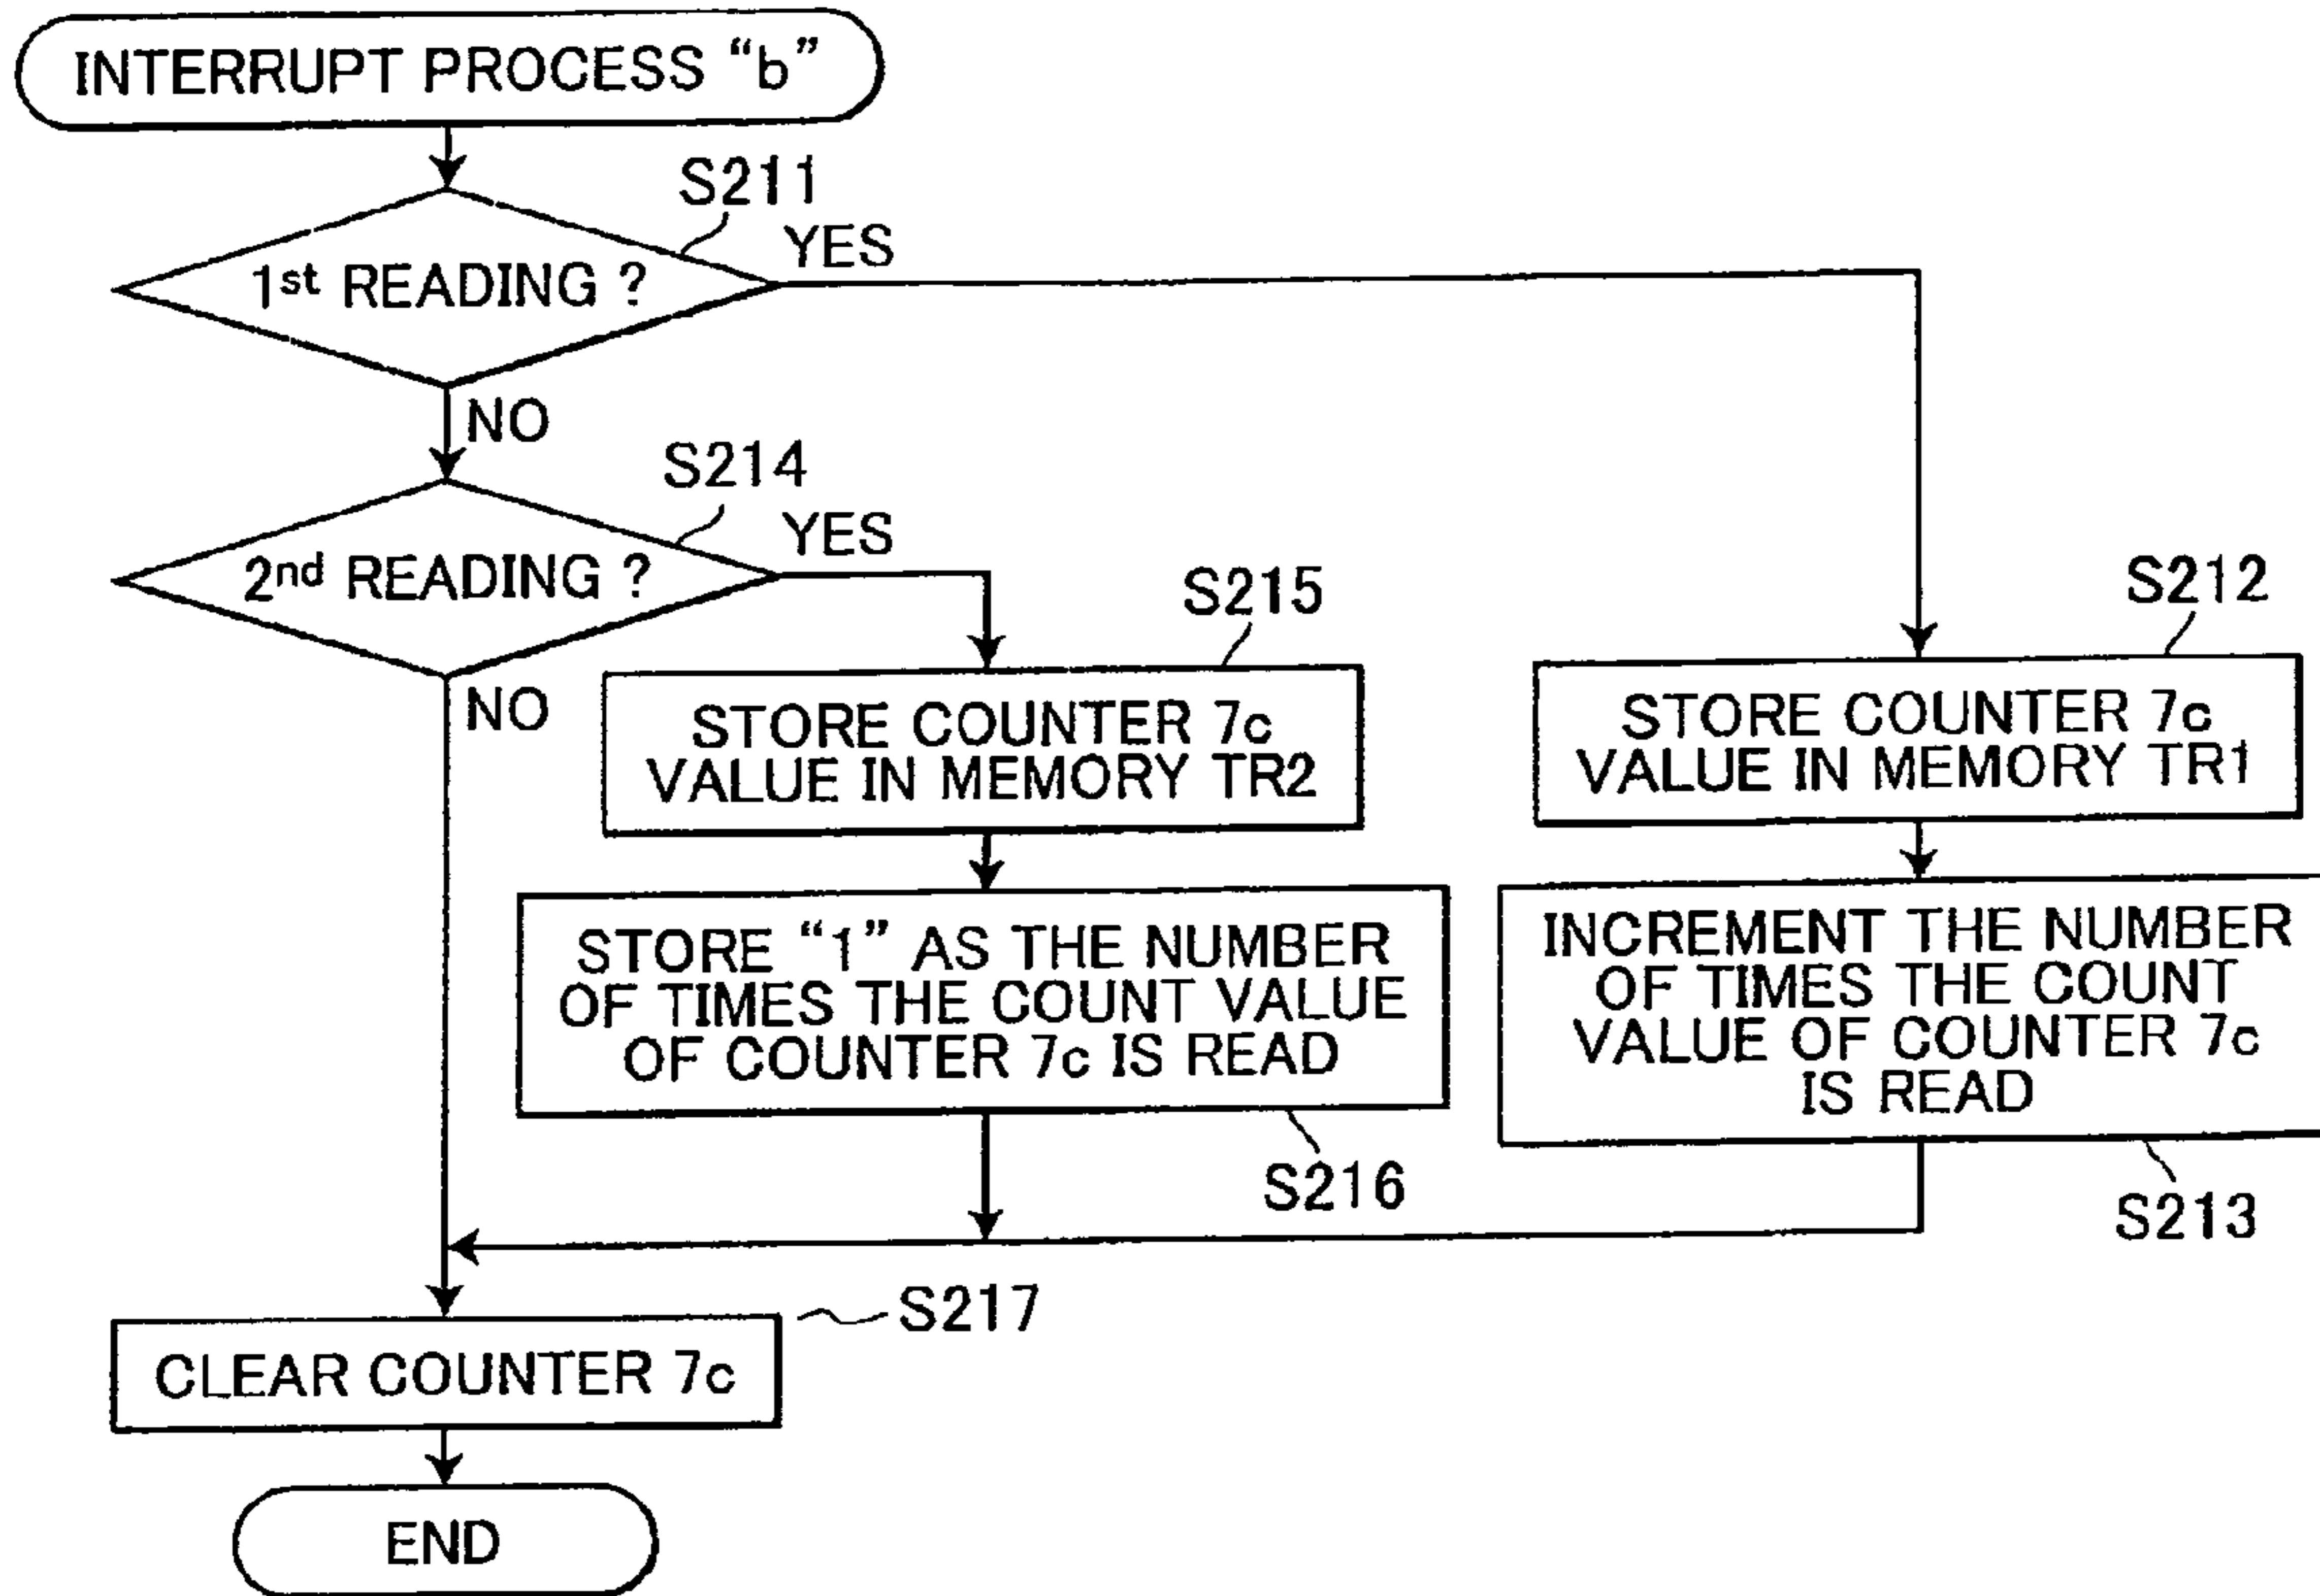 INTERRUPT PROCESS “b”
S211
YES
1st READING ?
NO
S214
YES
2nd READING ?
NO
S215
STORE COUNTER 7c
VALUE IN MEMORY TR2
S212
STORE COUNTER 7c
VALUE IN MEMORY TR1
STORE “1” AS THE NUMBER
OF TIMES THE COUNT VALUE
OF COUNTER 7c IS READ
S216
INCREMENT THE NUMBER
OF TIMES THE COUNT
VALUE OF COUNTER 7c
IS READ
S213
S217
CLEAR COUNTER 7c
END